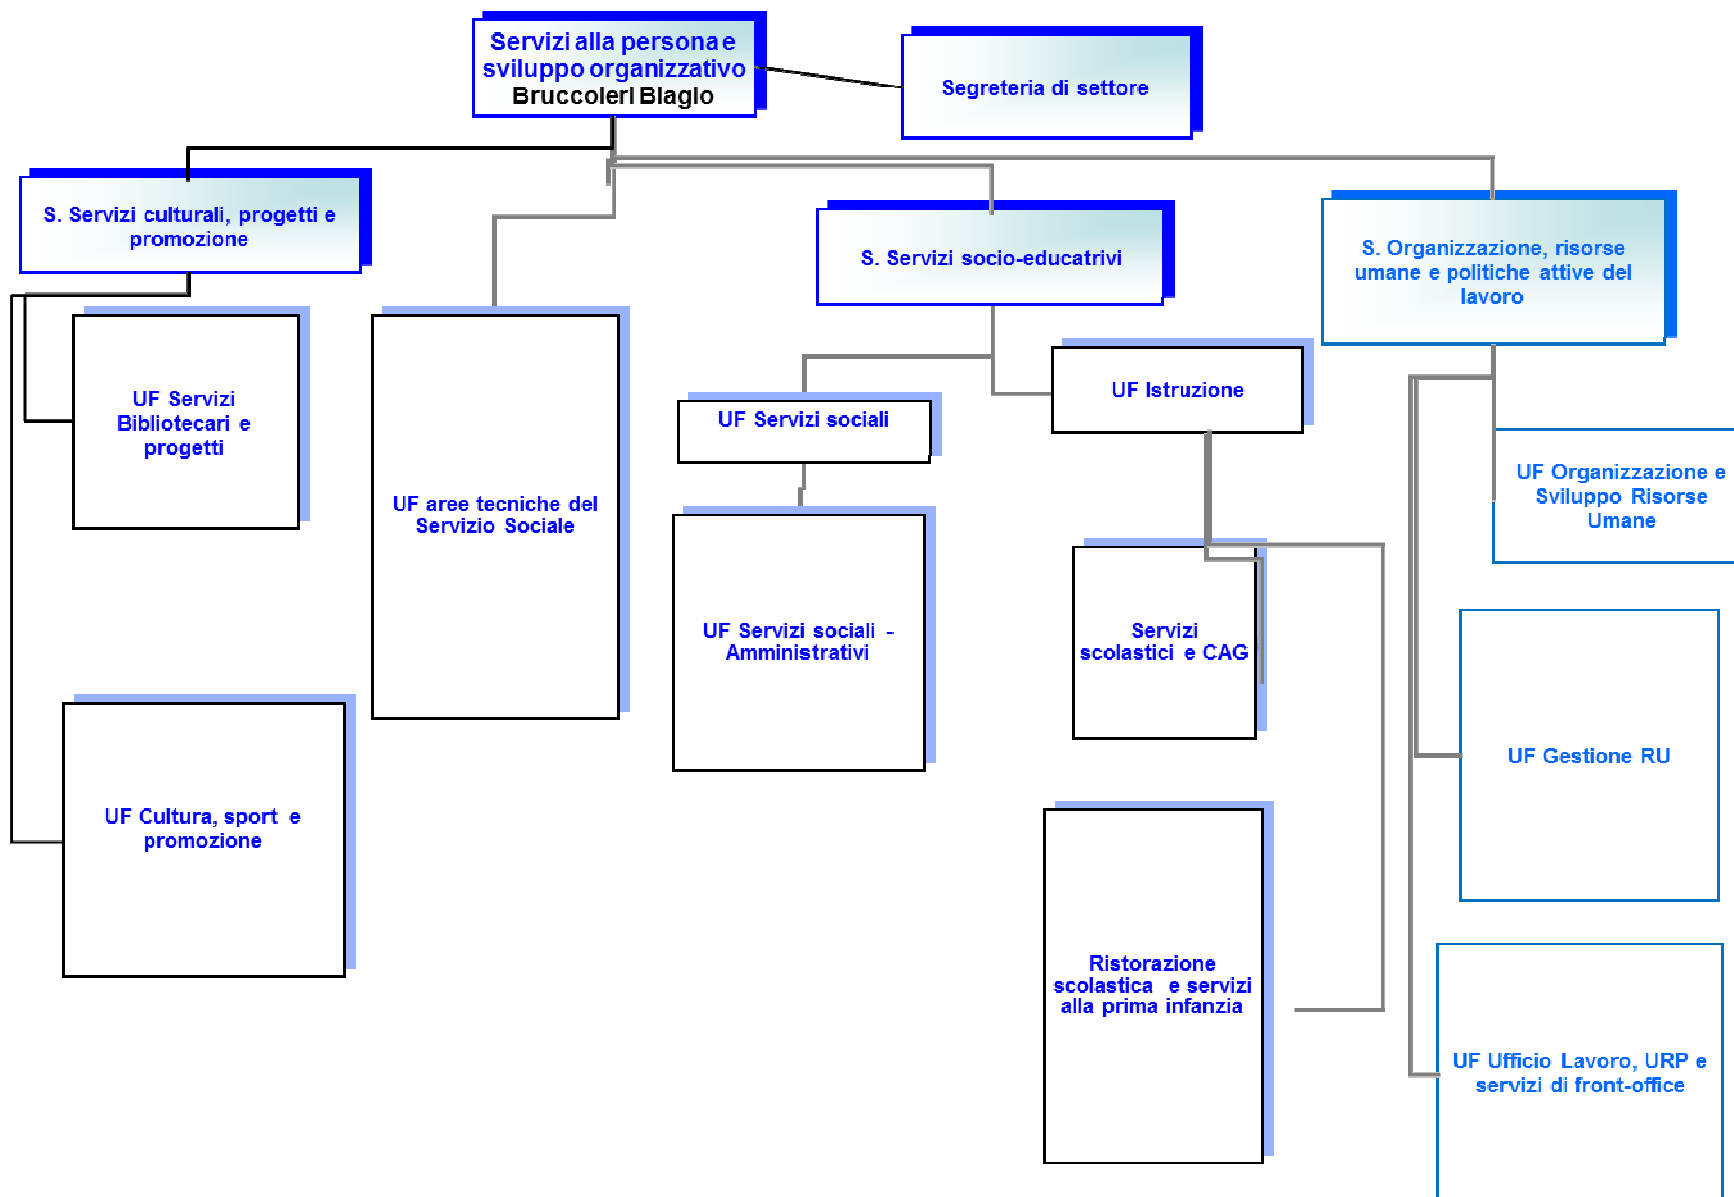 Servizi alla persona e
sviluppo organizzativo
Bruccoleri Biagio
Segreteria di settore
S. Servizi culturali, progetti e
promozione
S. Servizi socio-educatrivi
S. Organizzazione, risorse
umane e politiche attive del
lavoro
UF Servizi
Bibliotecari e
progetti
UF aree tecniche del
Servizio Sociale
UF Servizi sociali
UF Istruzione
UF Organizzazione e
Sviluppo Risorse
Umane
UF Servizi sociali -
Amministrativi
Servizi
scolastici e CAG
UF Gestione RU
UF Cultura, sport e
promozione
Ristorazione
scolastica e servizi
alla prima infanzia
UF Ufficio Lavoro, URP e
servizi di front-office